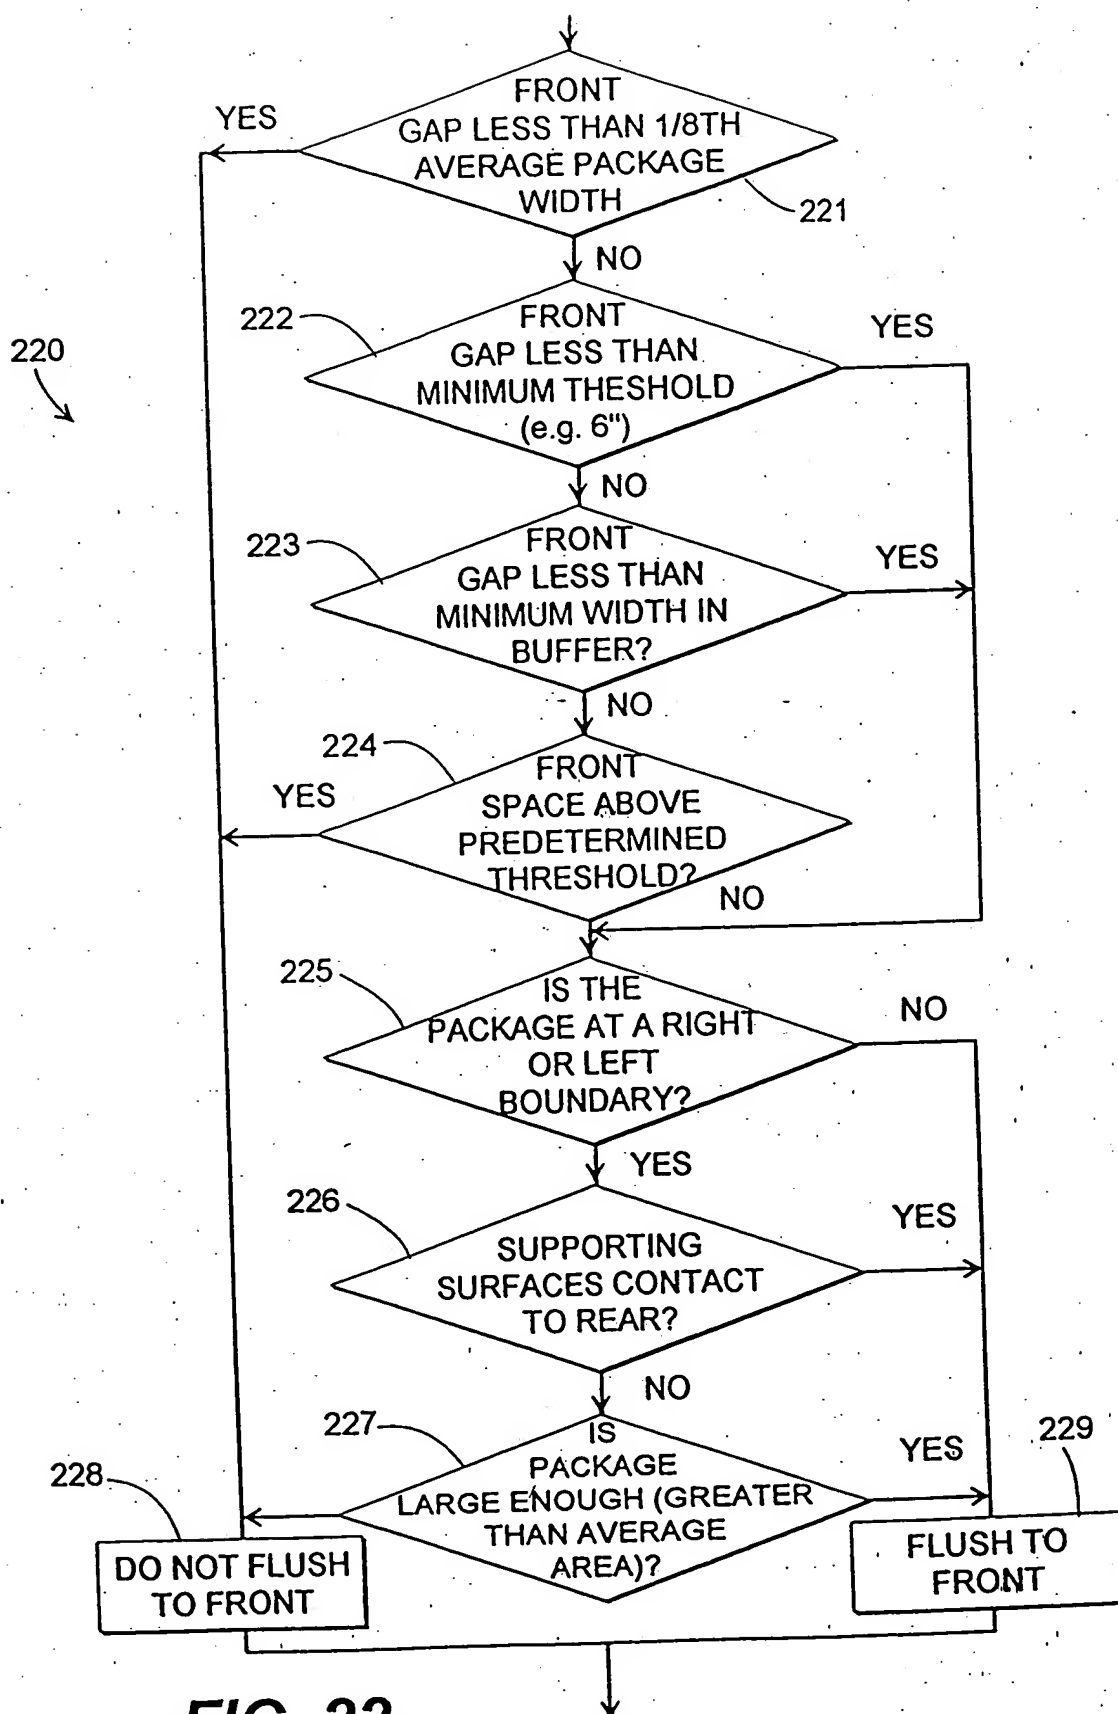 FRONT
GAP LESS THAN 1/8TH
AVERAGE PACKAGE
WIDTH
YES
221
NO
220
222
FRONT
GAP LESS THAN
MINIMUM THESHOLD
(e.g. 6")
YES
NO
223
FRONT
GAP LESS THAN
MINIMUM WIDTH IN
BUFFER?
YES
NO
224
FRONT
SPACE ABOVE
PREDETERMINED
THRESHOLD?
YES
NO
225
IS THE
PACKAGE AT A RIGHT
OR LEFT
BOUNDARY?
NO
YES
226
SUPPORTING
SURFACES CONTACT
TO REAR?
YES
NO
227
IS
PACKAGE
LARGE ENOUGH (GREATER
THAN AVERAGE
AREA)?
YES
228
DO NOT FLUSH
TO FRONT
229
FLUSH TO
FRONT